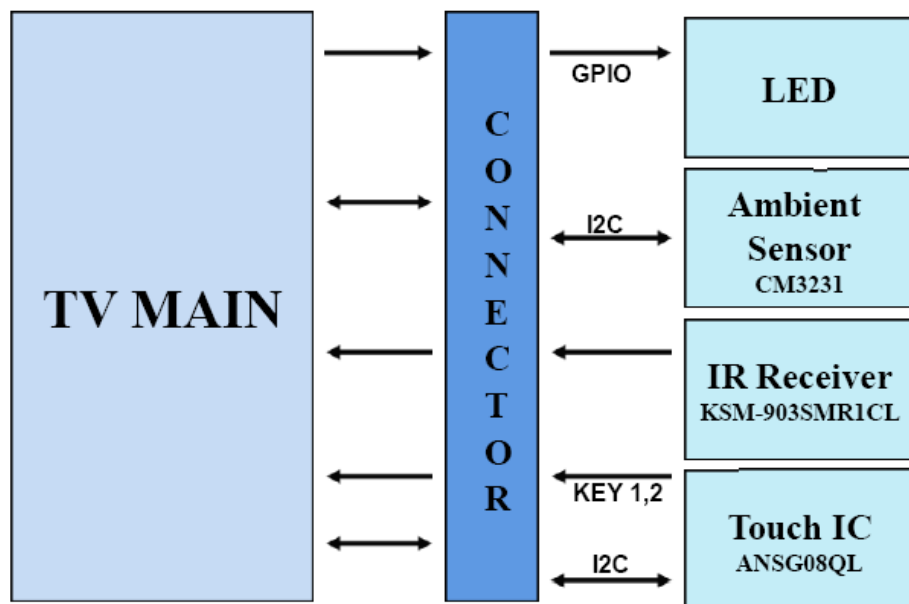 TV MAIN
CONNECTOR
GPIO
LED
I2C
Ambient
Sensor
CM3231
IR Receiver
KSM-903SMR1CL
KEY 1,2
I2C
Touch IC
ANSG08QL